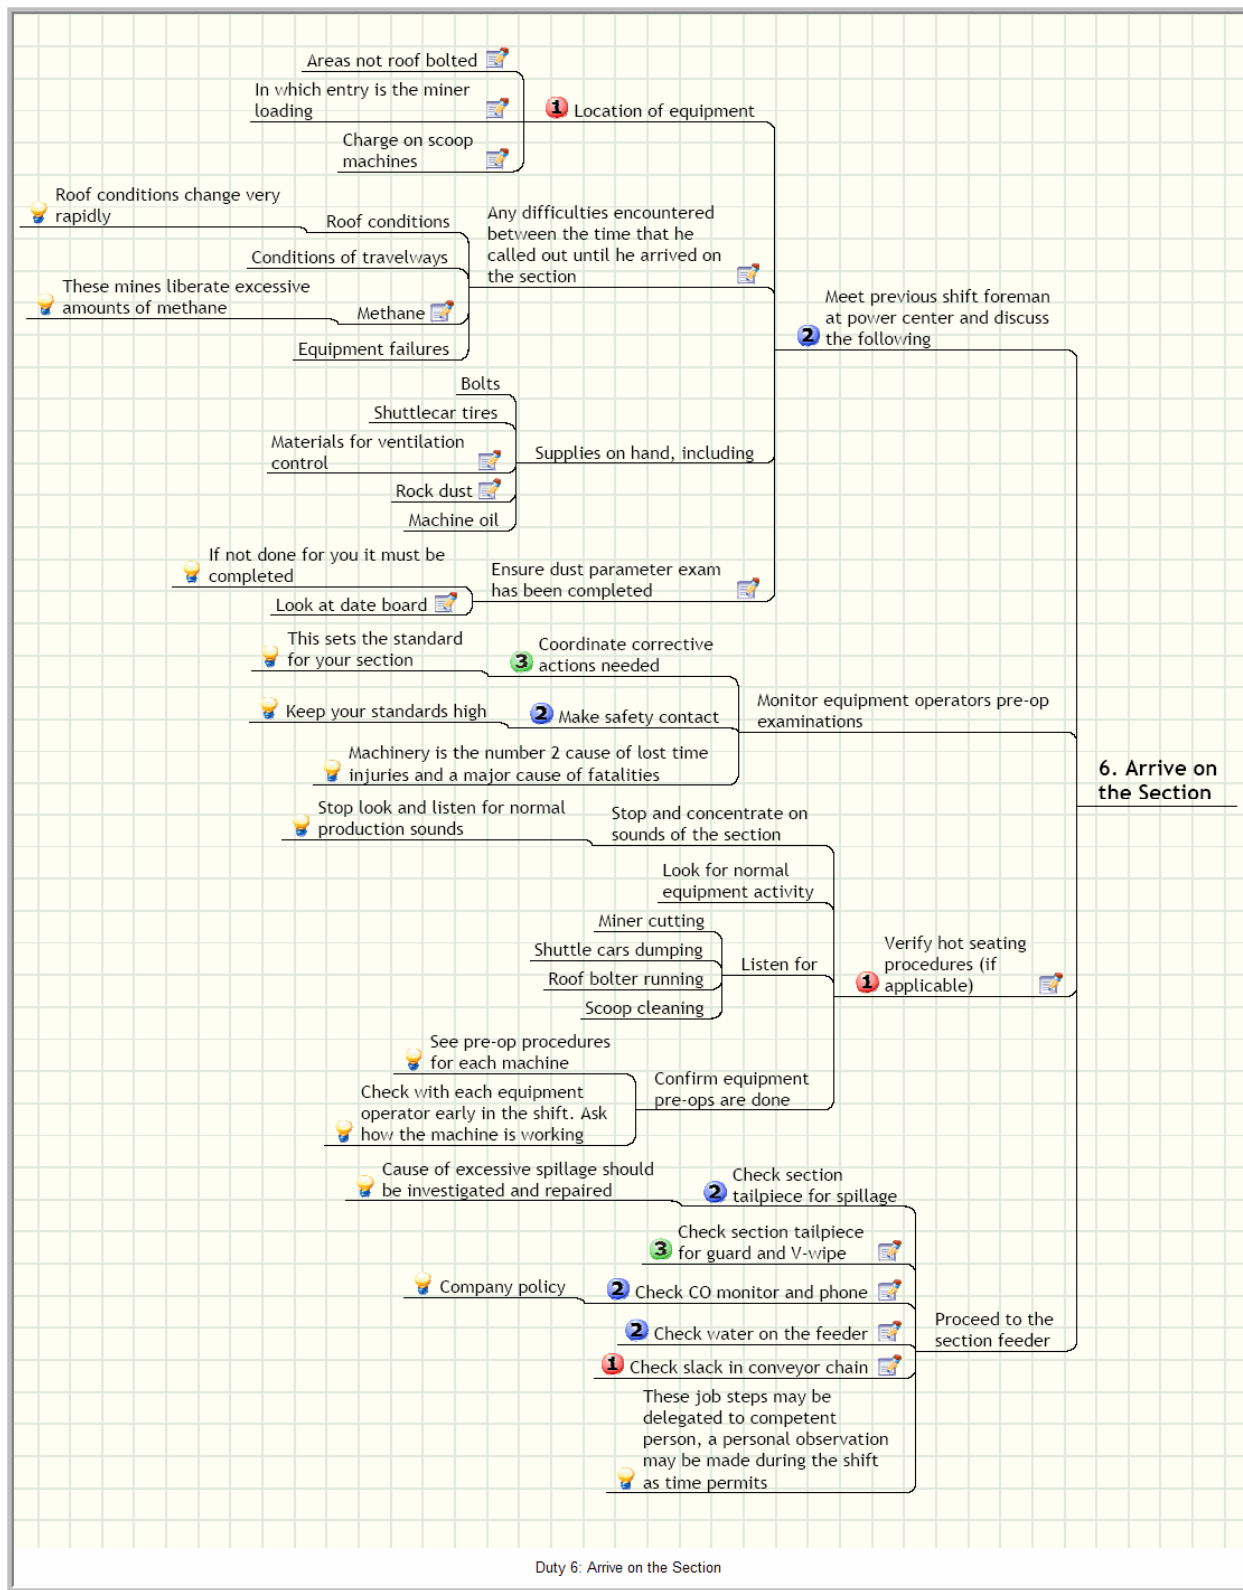 Areas not roof bolted
In which entry is the miner
loading
1 Location of equipment
Charge on scoop
machines
Roof conditions change very
rapidly
Roof conditions
Any difficulties encountered
between the time that he
called out until he arrived on
the section
Conditions of travelways
These mines liberate excessive
amounts of methane
Methane
Equipment failures
2 Meet previous shift foreman
at power center and discuss
the following
Bolts
Shuttlecar tires
Materials for ventilation
control
Supplies on hand, including
Rock dust
Machine oil
If not done for you it must be
completed
Ensure dust parameter exam
has been completed
Look at date board
This sets the standard
for your section
3 Coordinate corrective
actions needed
Keep your standards high
2 Make safety contact
Monitor equipment operators pre-op
examinations
Machinery is the number 2 cause of lost time
injuries and a major cause of fatalities
6. Arrive on
the Section
Stop look and listen for normal
production sounds
Stop and concentrate on
sounds of the section
Look for normal
equipment activity
Miner cutting
Shuttle cars dumping
Listen for
Roof bolter running
Scoop cleaning
1 Verify hot seating
procedures (if
applicable)
See pre-op procedures
for each machine
Confirm equipment
pre-ops are done
Check with each equipment
operator early in the shift. Ask
how the machine is working
Cause of excessive spillage should
be investigated and repaired
2 Check section
tailpiece for spillage
3 Check section tailpiece
for guard and V-wipe
Company policy
2 Check CO monitor and phone
2 Check water on the feeder
Proceed to the
section feeder
1 Check slack in conveyor chain
These job steps may be
delegated to competent
person, a personal observation
may be made during the shift
as time permits
Duty 6: Arrive on the Section